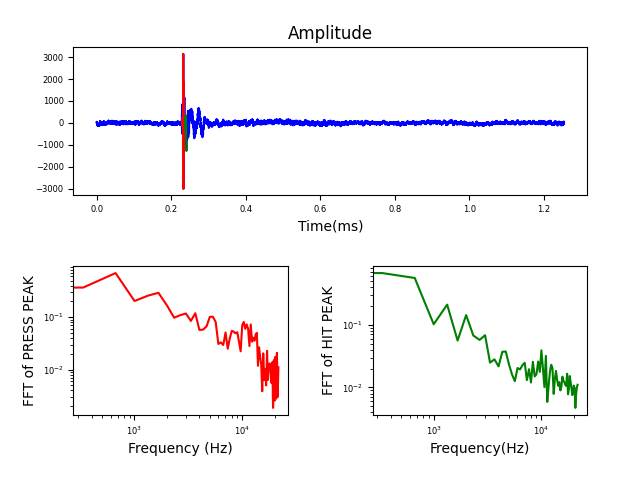 Amplitude
3000
2000
1000
0
−1000
−2000
−3000
0.0 0.2 0.4 0.6 0.8 1.0 1.2
Time(ms)
FFT of PRESS PEAK
10⁻¹
10⁻²
10³ 10⁴
Frequency (Hz)
FFT of HIT PEAK
10⁻¹
10⁻²
10³ 10⁴
Frequency(Hz)